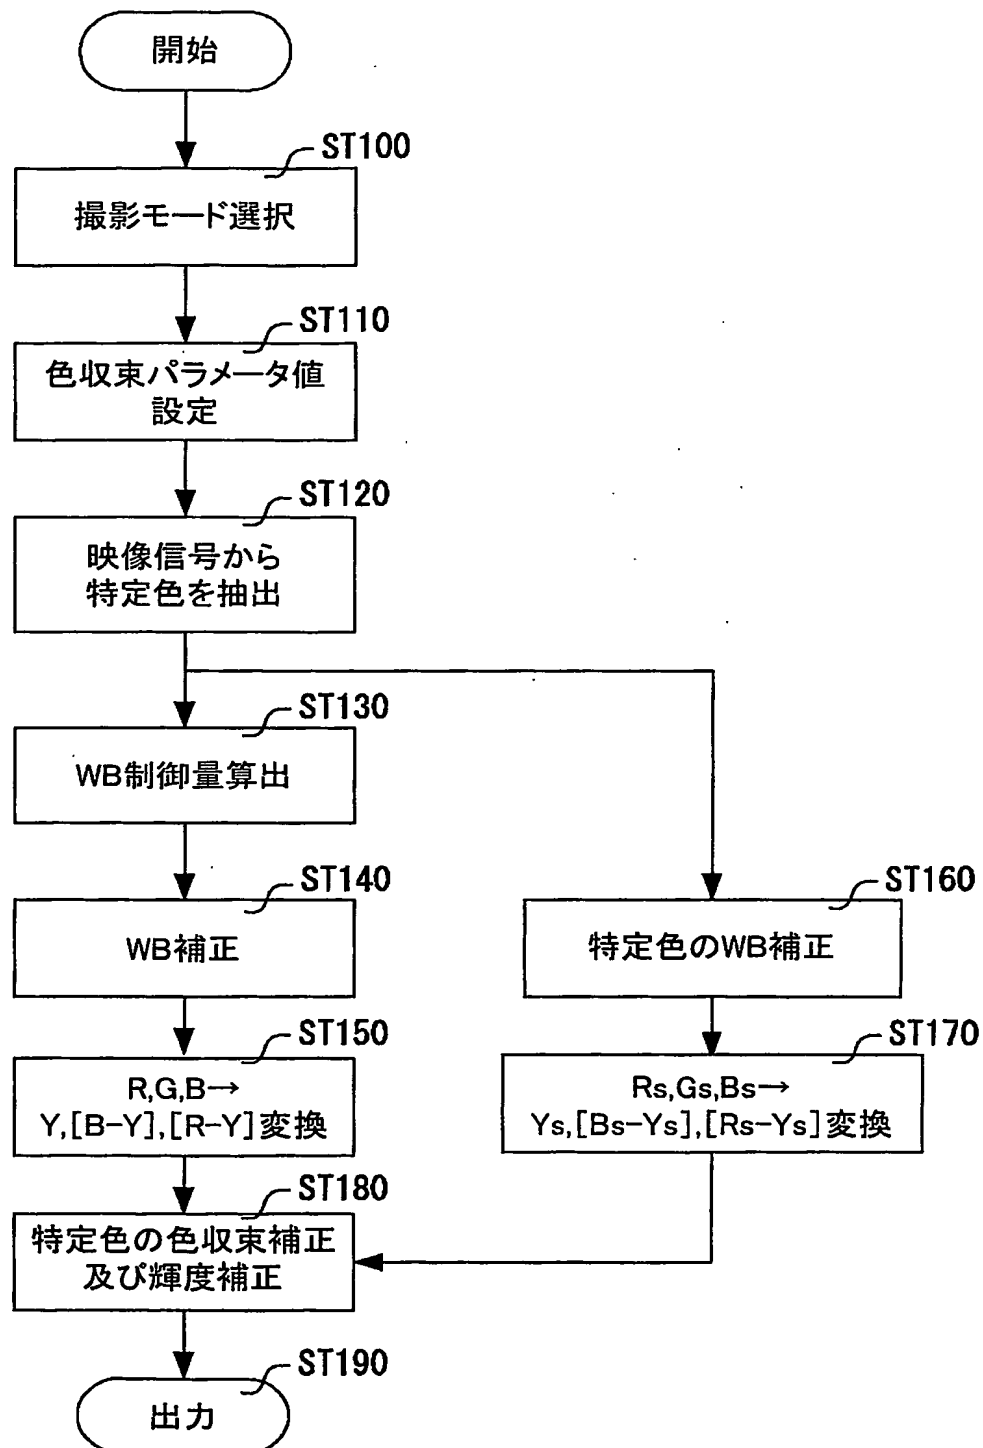 開始
ST100
撮影モード選択
ST110
色収束パラメータ値
設定
ST120
映像信号から
特定色を抽出
ST130
WB制御量算出
ST140
WB補正
ST160
特定色のWB補正
ST150
R,G,B→
Y,[B-Y],[R-Y]変換
ST170
Rs,Gs,Bs→
Ys,[Bs-Ys],[Rs-Ys]変換
ST180
特定色の色収束補正
及び輝度補正
ST190
出力